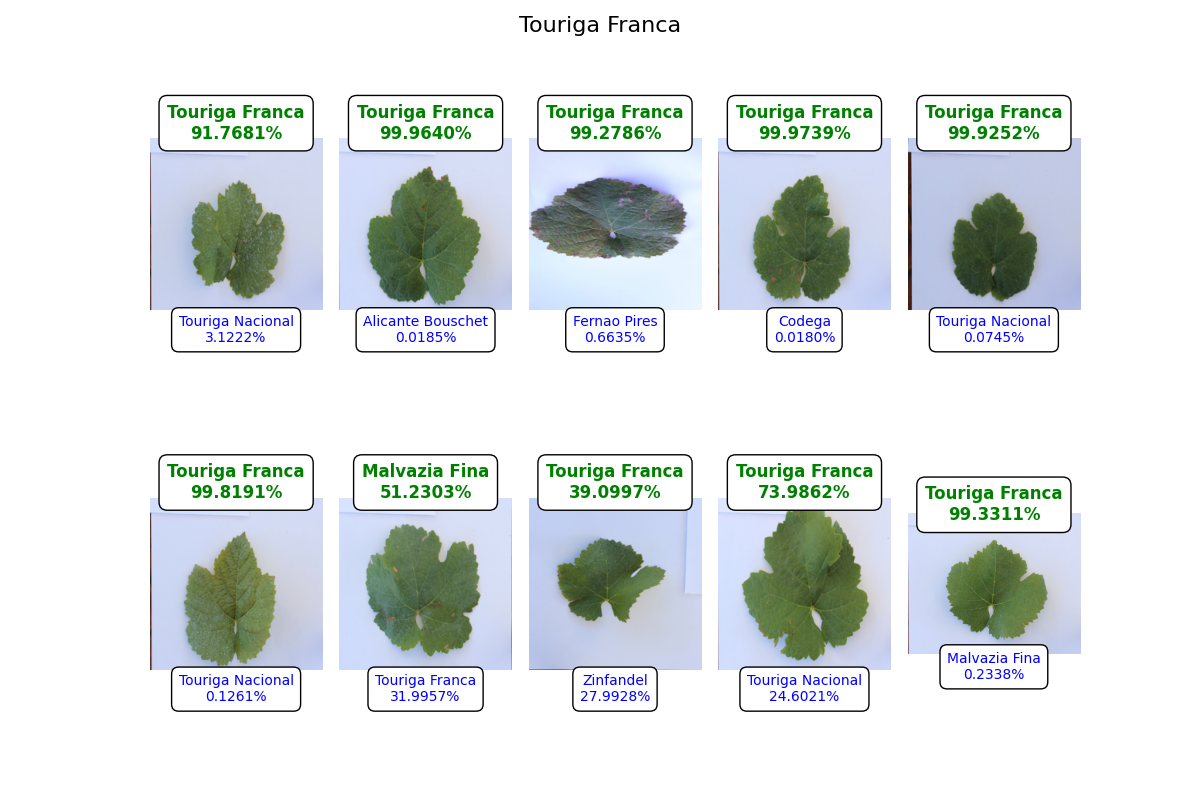 Touriga Franca
Touriga Franca
91.7681%
Touriga Franca
99.9640%
Touriga Franca
99.2786%
Touriga Franca
99.9739%
Touriga Franca
99.9252%
Touriga Nacional
3.1222%
Alicante Bouschet
0.0185%
Fernao Pires
0.6635%
Codega
0.0180%
Touriga Nacional
0.0745%
Touriga Franca
99.8191%
Malvazia Fina
51.2303%
Touriga Franca
39.0997%
Touriga Franca
73.9862%
Touriga Franca
99.3311%
Touriga Nacional
0.1261%
Touriga Franca
31.9957%
Zinfandel
27.9928%
Touriga Nacional
24.6021%
Malvazia Fina
0.2338%